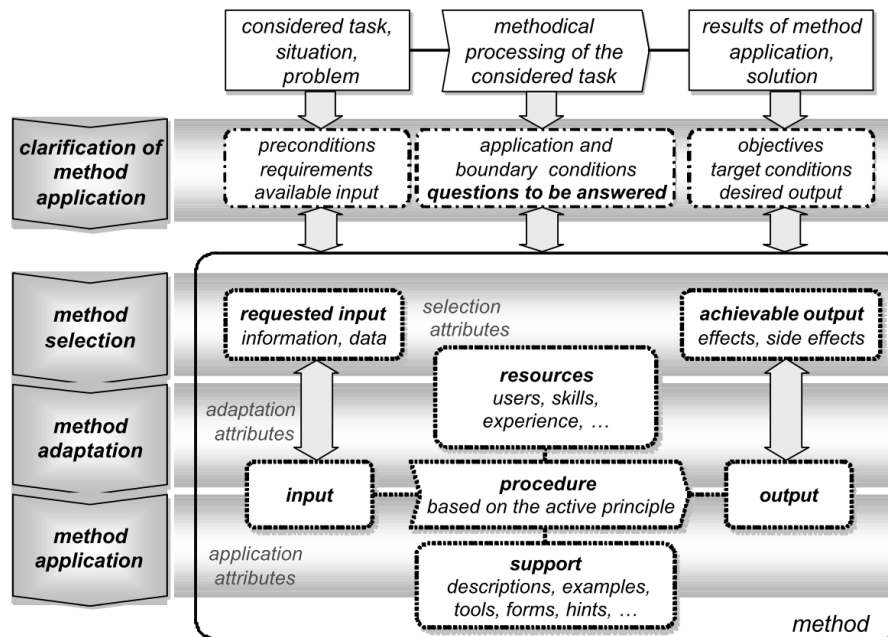 considered task,
situation,
problem
methodical
processing of the
considered task
results of method
application,
solution
clarification of
method
application
preconditions
requirements
available input
application and
boundary conditions
questions to be answered
objectives
target conditions
desired output
method
selection
requested input
information, data
selection
attributes
achievable output
effects, side effects
resources
users, skills,
experience, …
method
adaptation
adaptation
attributes
input
procedure
based on the active principle
output
method
application
application
attributes
support
descriptions, examples,
tools, forms, hints, …
method